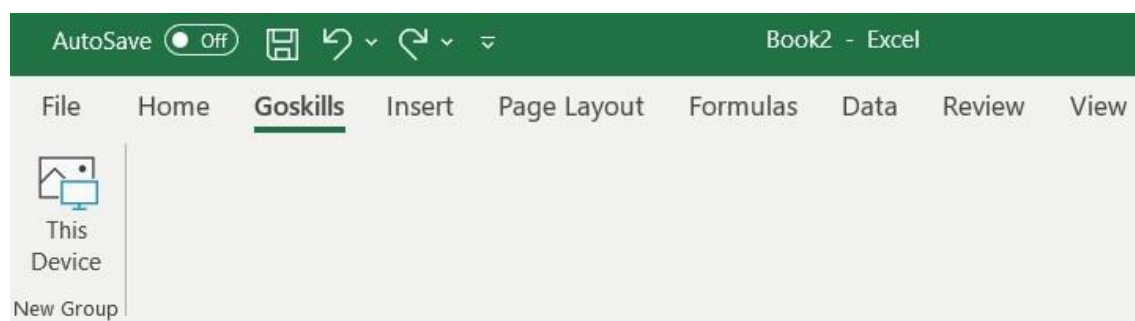 AutoSave Off Book2 - Excel
File Home Goskills Insert Page Layout Formulas Data Review View
This
Device
New Group